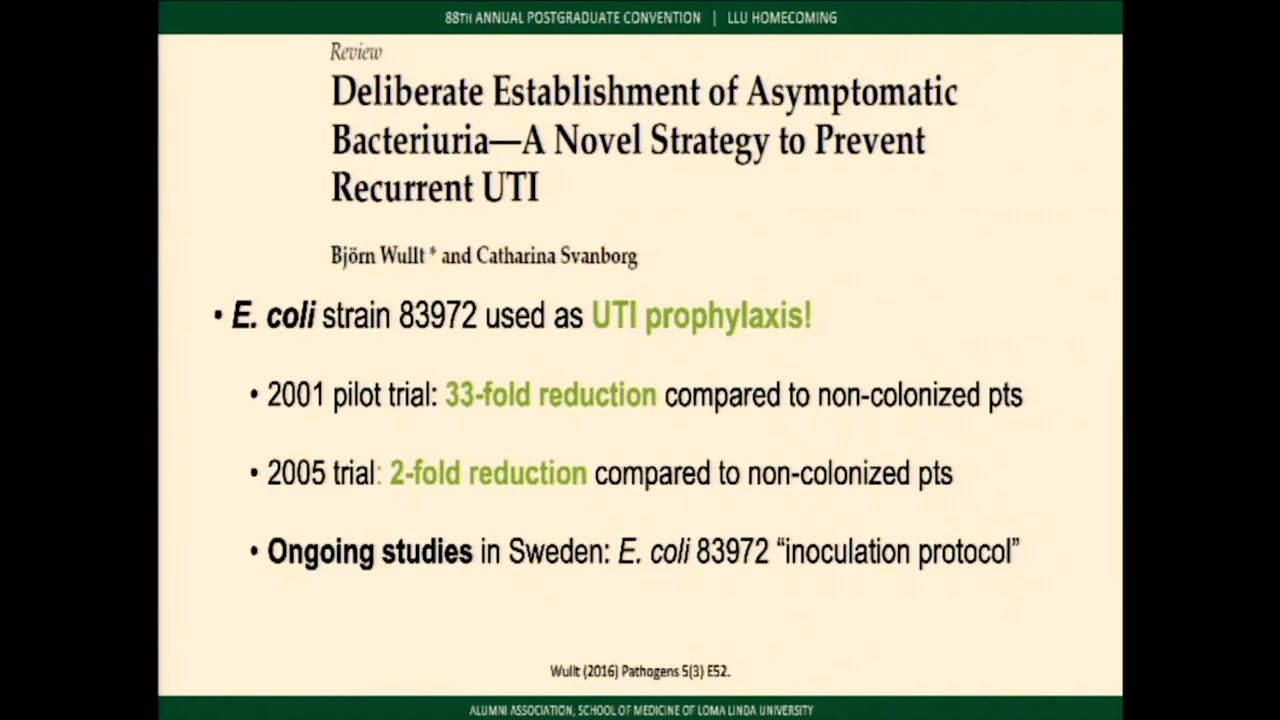 88TH ANNUAL POSTGRADUATE CONVENTION | LLU HOMECOMING
Review
Deliberate Establishment of Asymptomatic
Bacteriuria—A Novel Strategy to Prevent
Recurrent UTI
Björn Wullt * and Catharina Svanborg
• E. coli strain 83972 used as UTI prophylaxis!
• 2001 pilot trial: 33-fold reduction compared to non-colonized pts
• 2005 trial: 2-fold reduction compared to non-colonized pts
• Ongoing studies in Sweden: E. coli 83972 “inoculation protocol”
Wullt (2016) Pathogens 5(3) E52.
ALUMNI ASSOCIATION, SCHOOL OF MEDICINE OF LOMA LINDA UNIVERSITY